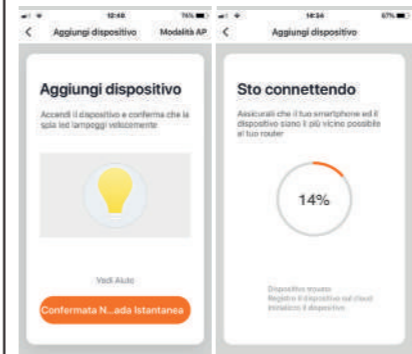 12:48 76%
Aggiungi dispositivo Modalità AP
Aggiungi dispositivo
Accendi il dispositivo e conferma che la
spia led lampeggi velocemente
Vedi Aiuto
Confermata N...ada Istantanea
14:34 67%
Aggiungi dispositivo
Sto connettendo
Assicurati che il tuo smartphone ed il
dispositivo siano il più vicino possibile
al tuo router
14%
Dispositivo trovato
Registro il dispositivo sul cloud
Inizializzo il dispositivo